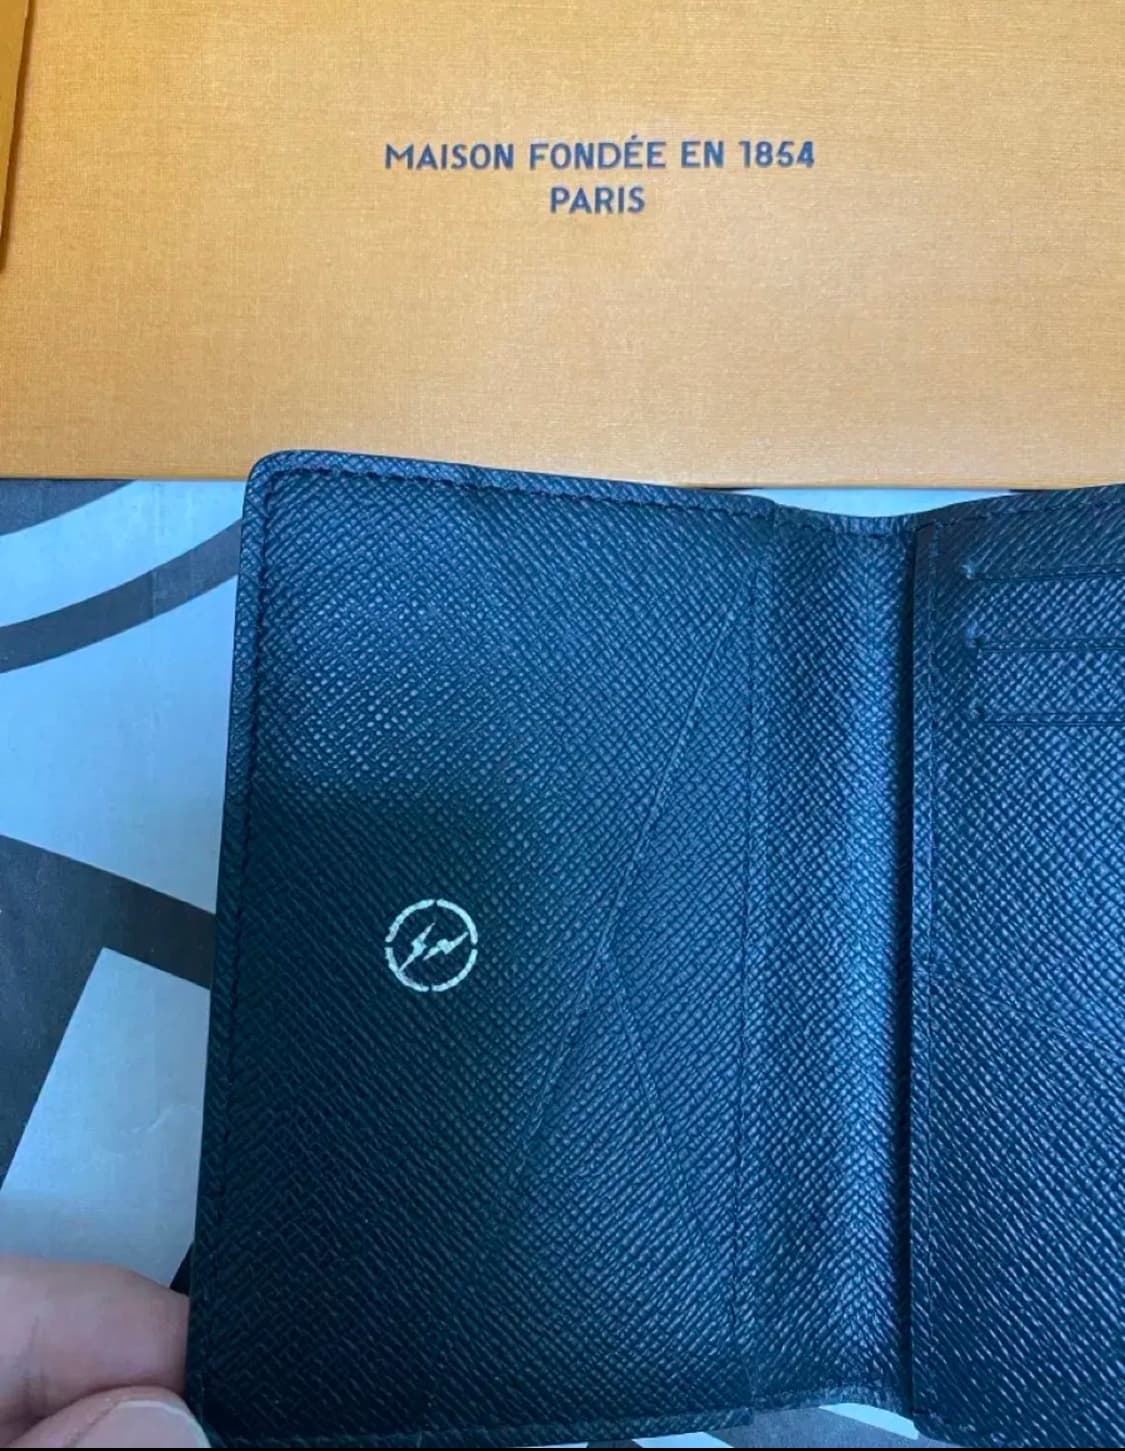 MAISON FONDÉE EN 1854
PARIS